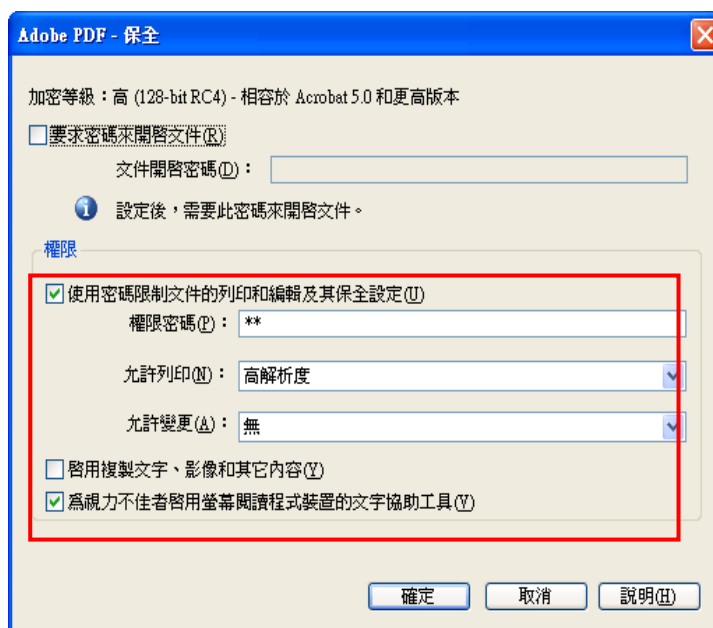 Adobe PDF - 保全
加密等級：高 (128-bit RC4) - 相容於 Acrobat 5.0 和更高版本
要求密碼來開啓文件(R)
文件開啓密碼(D)：
設定後，需要此密碼來開啓文件。
權限
使用密碼限制文件的列印和編輯及其保全設定(U)
權限密碼(P)： **
允許列印(N)： 高解析度
允許變更(A)： 無
啓用複製文字、影像和其它內容(Y)
爲視力不佳者啓用螢幕閱讀程式裝置的文字協助工具(V)
確定 取消 說明(H)